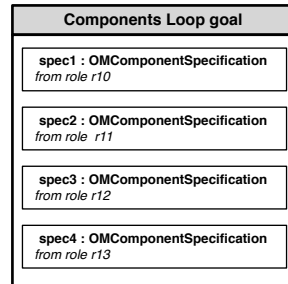 Components Loop goal
spec1 : OMComponentSpecification
from role r10
spec2 : OMComponentSpecification
from role r11
spec3 : OMComponentSpecification
from role r12
spec4 : OMComponentSpecification
from role r13